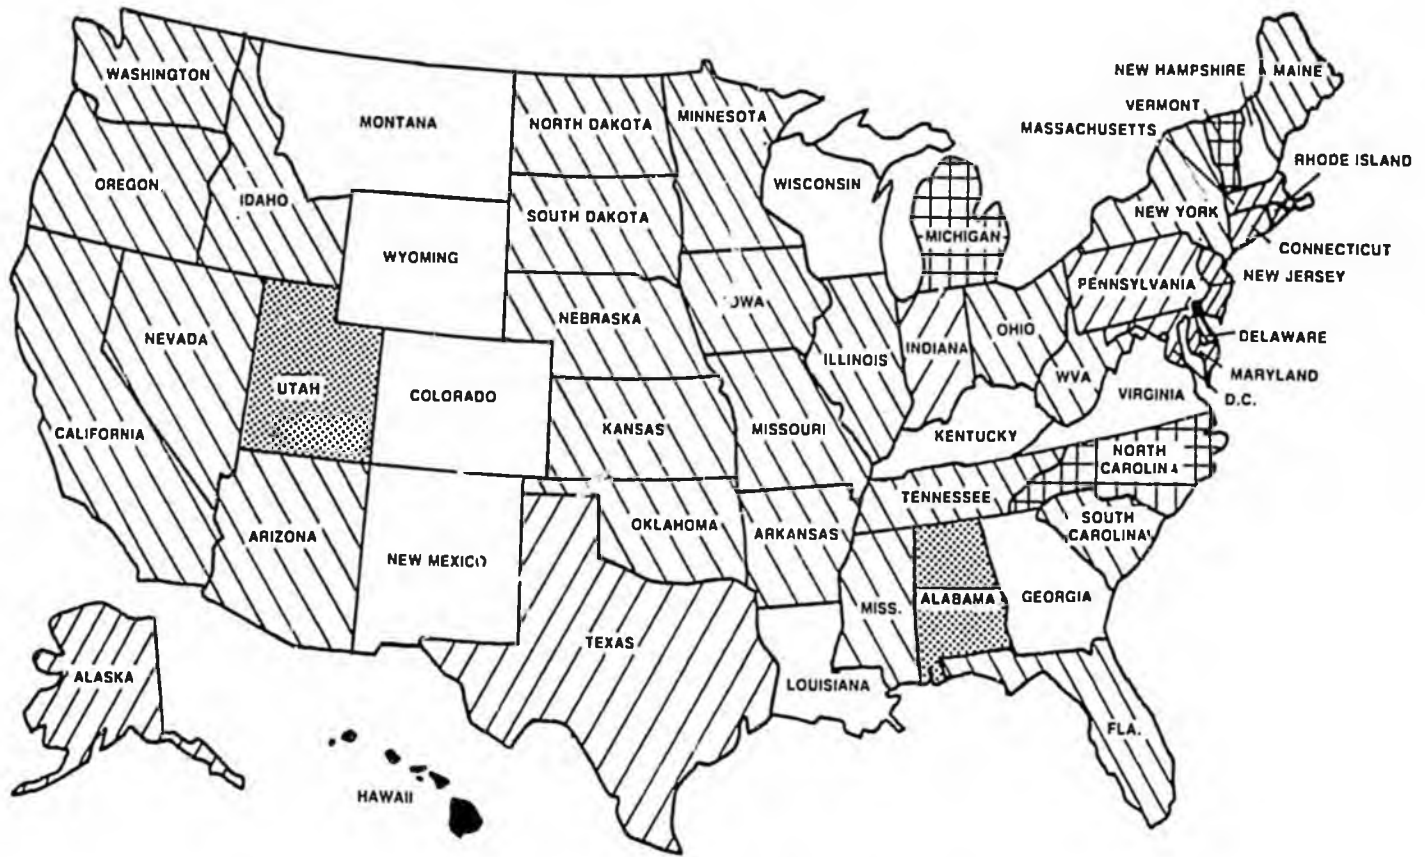 WASHINGTON
MONTANA
NORTH DAKOTA
MINNESOTA
NEW HAMPSHIRE
MAINE
VERMONT
MASSACHUSETTS
RHODE ISLAND
OREGON
IDAHO
WYOMING
SOUTH DAKOTA
WISCONSIN
MICHIGAN
NEW YORK
CONNECTICUT
NEW JERSEY
PENNSYLVANIA
NEVADA
NEBRASKA
IOWA
ILLINOIS
INDIANA
OHIO
DELAWARE
MARYLAND
D.C.
UTAH
COLORADO
WVA
VIRGINIA
CALIFORNIA
KANSAS
MISSOURI
KENTUCKY
NORTH
CAROLINA
TENNESSEE
ARIZONA
OKLAHOMA
ARKANSAS
SOUTH
CAROLINA
NEW MEXICO
MISS.
ALABAMA
GEORGIA
TEXAS
LOUISIANA
ALASKA
FLA.
HAWAII